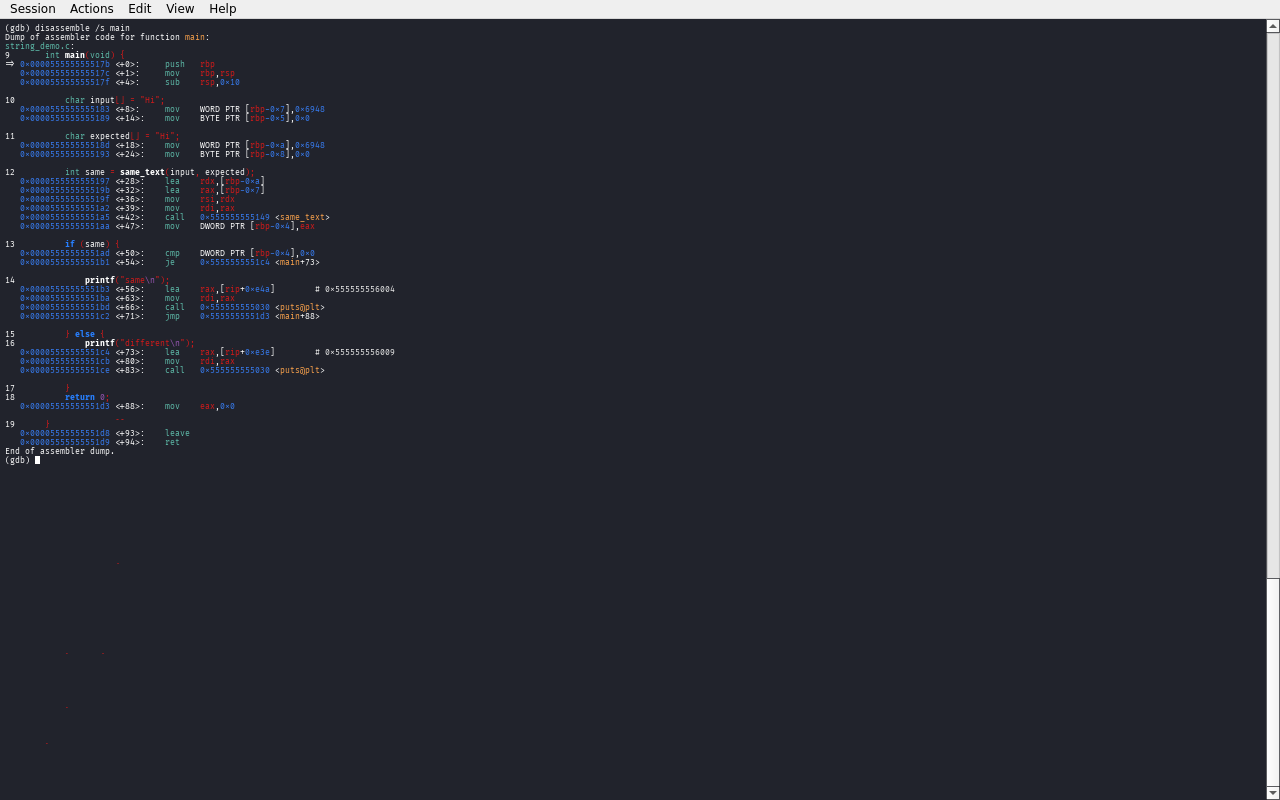 Session Actions Edit View Help
(gdb) disassemble /s main
Dump of assembler code for function main:
string_demo.c:
9 int main(void) {
=> 0x000055555555517b <+0>: push rbp
0x000055555555517c <+1>: mov rbp,rsp
0x000055555555517f <+4>: sub rsp,0x10
10 char input[] = "Hi";
0x0000555555555183 <+8>: mov WORD PTR [rbp-0x7],0x6948
0x0000555555555189 <+14>: mov BYTE PTR [rbp-0x5],0x0
11 char expected[] = "Hi";
0x000055555555518d <+18>: mov WORD PTR [rbp-0xa],0x6948
0x0000555555555193 <+24>: mov BYTE PTR [rbp-0x8],0x0
12 int same = same_text(input, expected);
0x0000555555555197 <+28>: lea rdx,[rbp-0xa]
0x000055555555519b <+32>: lea rax,[rbp-0x7]
0x000055555555519f <+36>: mov rsi,rdx
0x00005555555551a2 <+39>: mov rdi,rax
0x00005555555551a5 <+42>: call 0x555555555149 <same_text>
0x00005555555551aa <+47>: mov DWORD PTR [rbp-0x4],eax
13 if (same) {
0x00005555555551ad <+50>: cmp DWORD PTR [rbp-0x4],0x0
0x00005555555551b1 <+54>: je 0x5555555551c4 <main+73>
14 printf("same\n");
0x00005555555551b3 <+56>: lea rax,[rip+0xe4a] # 0x555555556004
0x00005555555551ba <+63>: mov rdi,rax
0x00005555555551bd <+66>: call 0x555555555030 <puts@plt>
0x00005555555551c2 <+71>: jmp 0x5555555551d3 <main+88>
15 } else {
16 printf("different\n");
0x00005555555551c4 <+73>: lea rax,[rip+0xe3e] # 0x555555556009
0x00005555555551cb <+80>: mov rdi,rax
0x00005555555551ce <+83>: call 0x555555555030 <puts@plt>
17 }
18 return 0;
0x00005555555551d3 <+88>: mov eax,0x0
19 }
0x00005555555551d8 <+93>: leave
0x00005555555551d9 <+94>: ret
End of assembler dump.
(gdb)